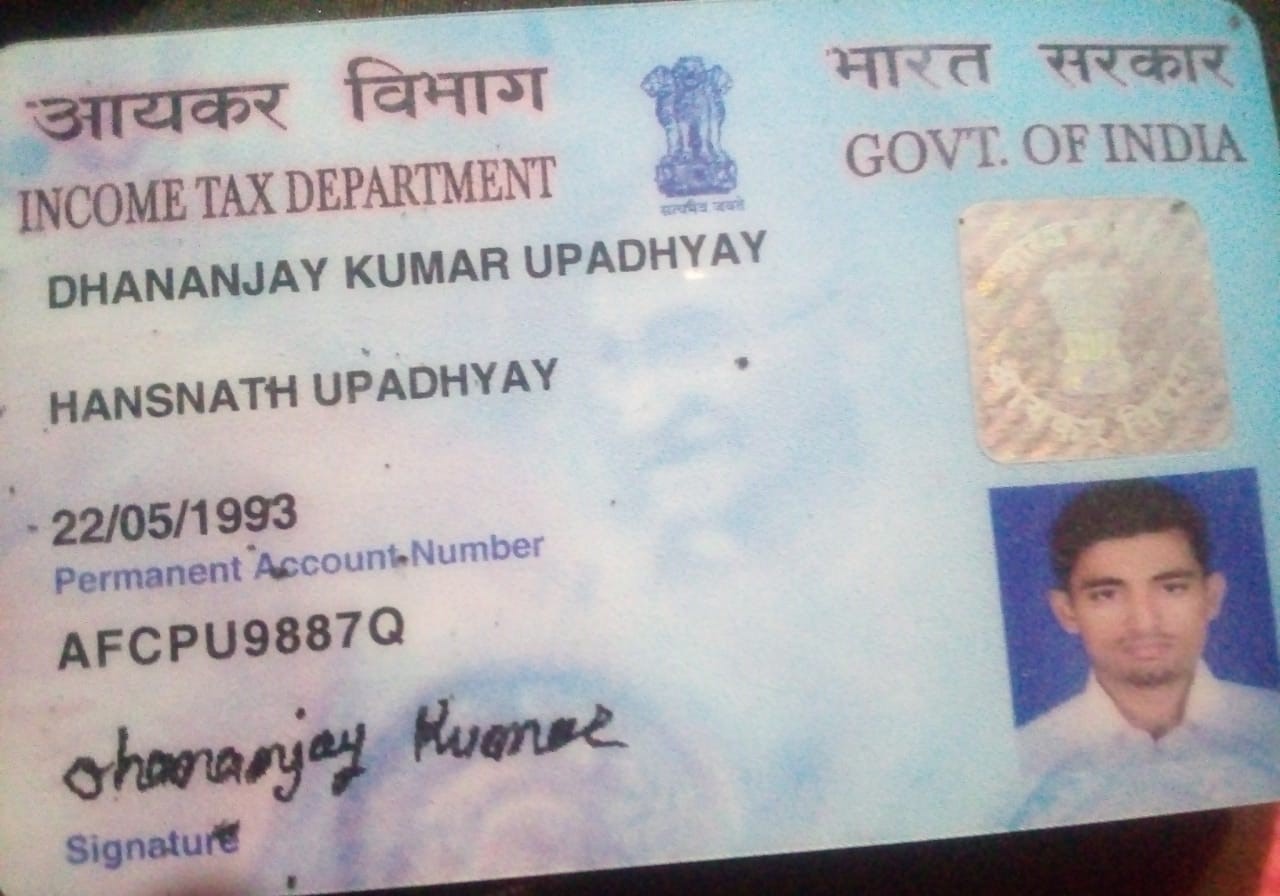 आयकर विभाग
INCOME TAX DEPARTMENT
सत्यमेव जयते
भारत सरकार
GOVT. OF INDIA
DHANANJAY KUMAR UPADHYAY
HANSNATH UPADHYAY
22/05/1993
Permanent Account Number
AFCPU9887Q
Dhananjay Kumar
Signature
आयकर विभाग